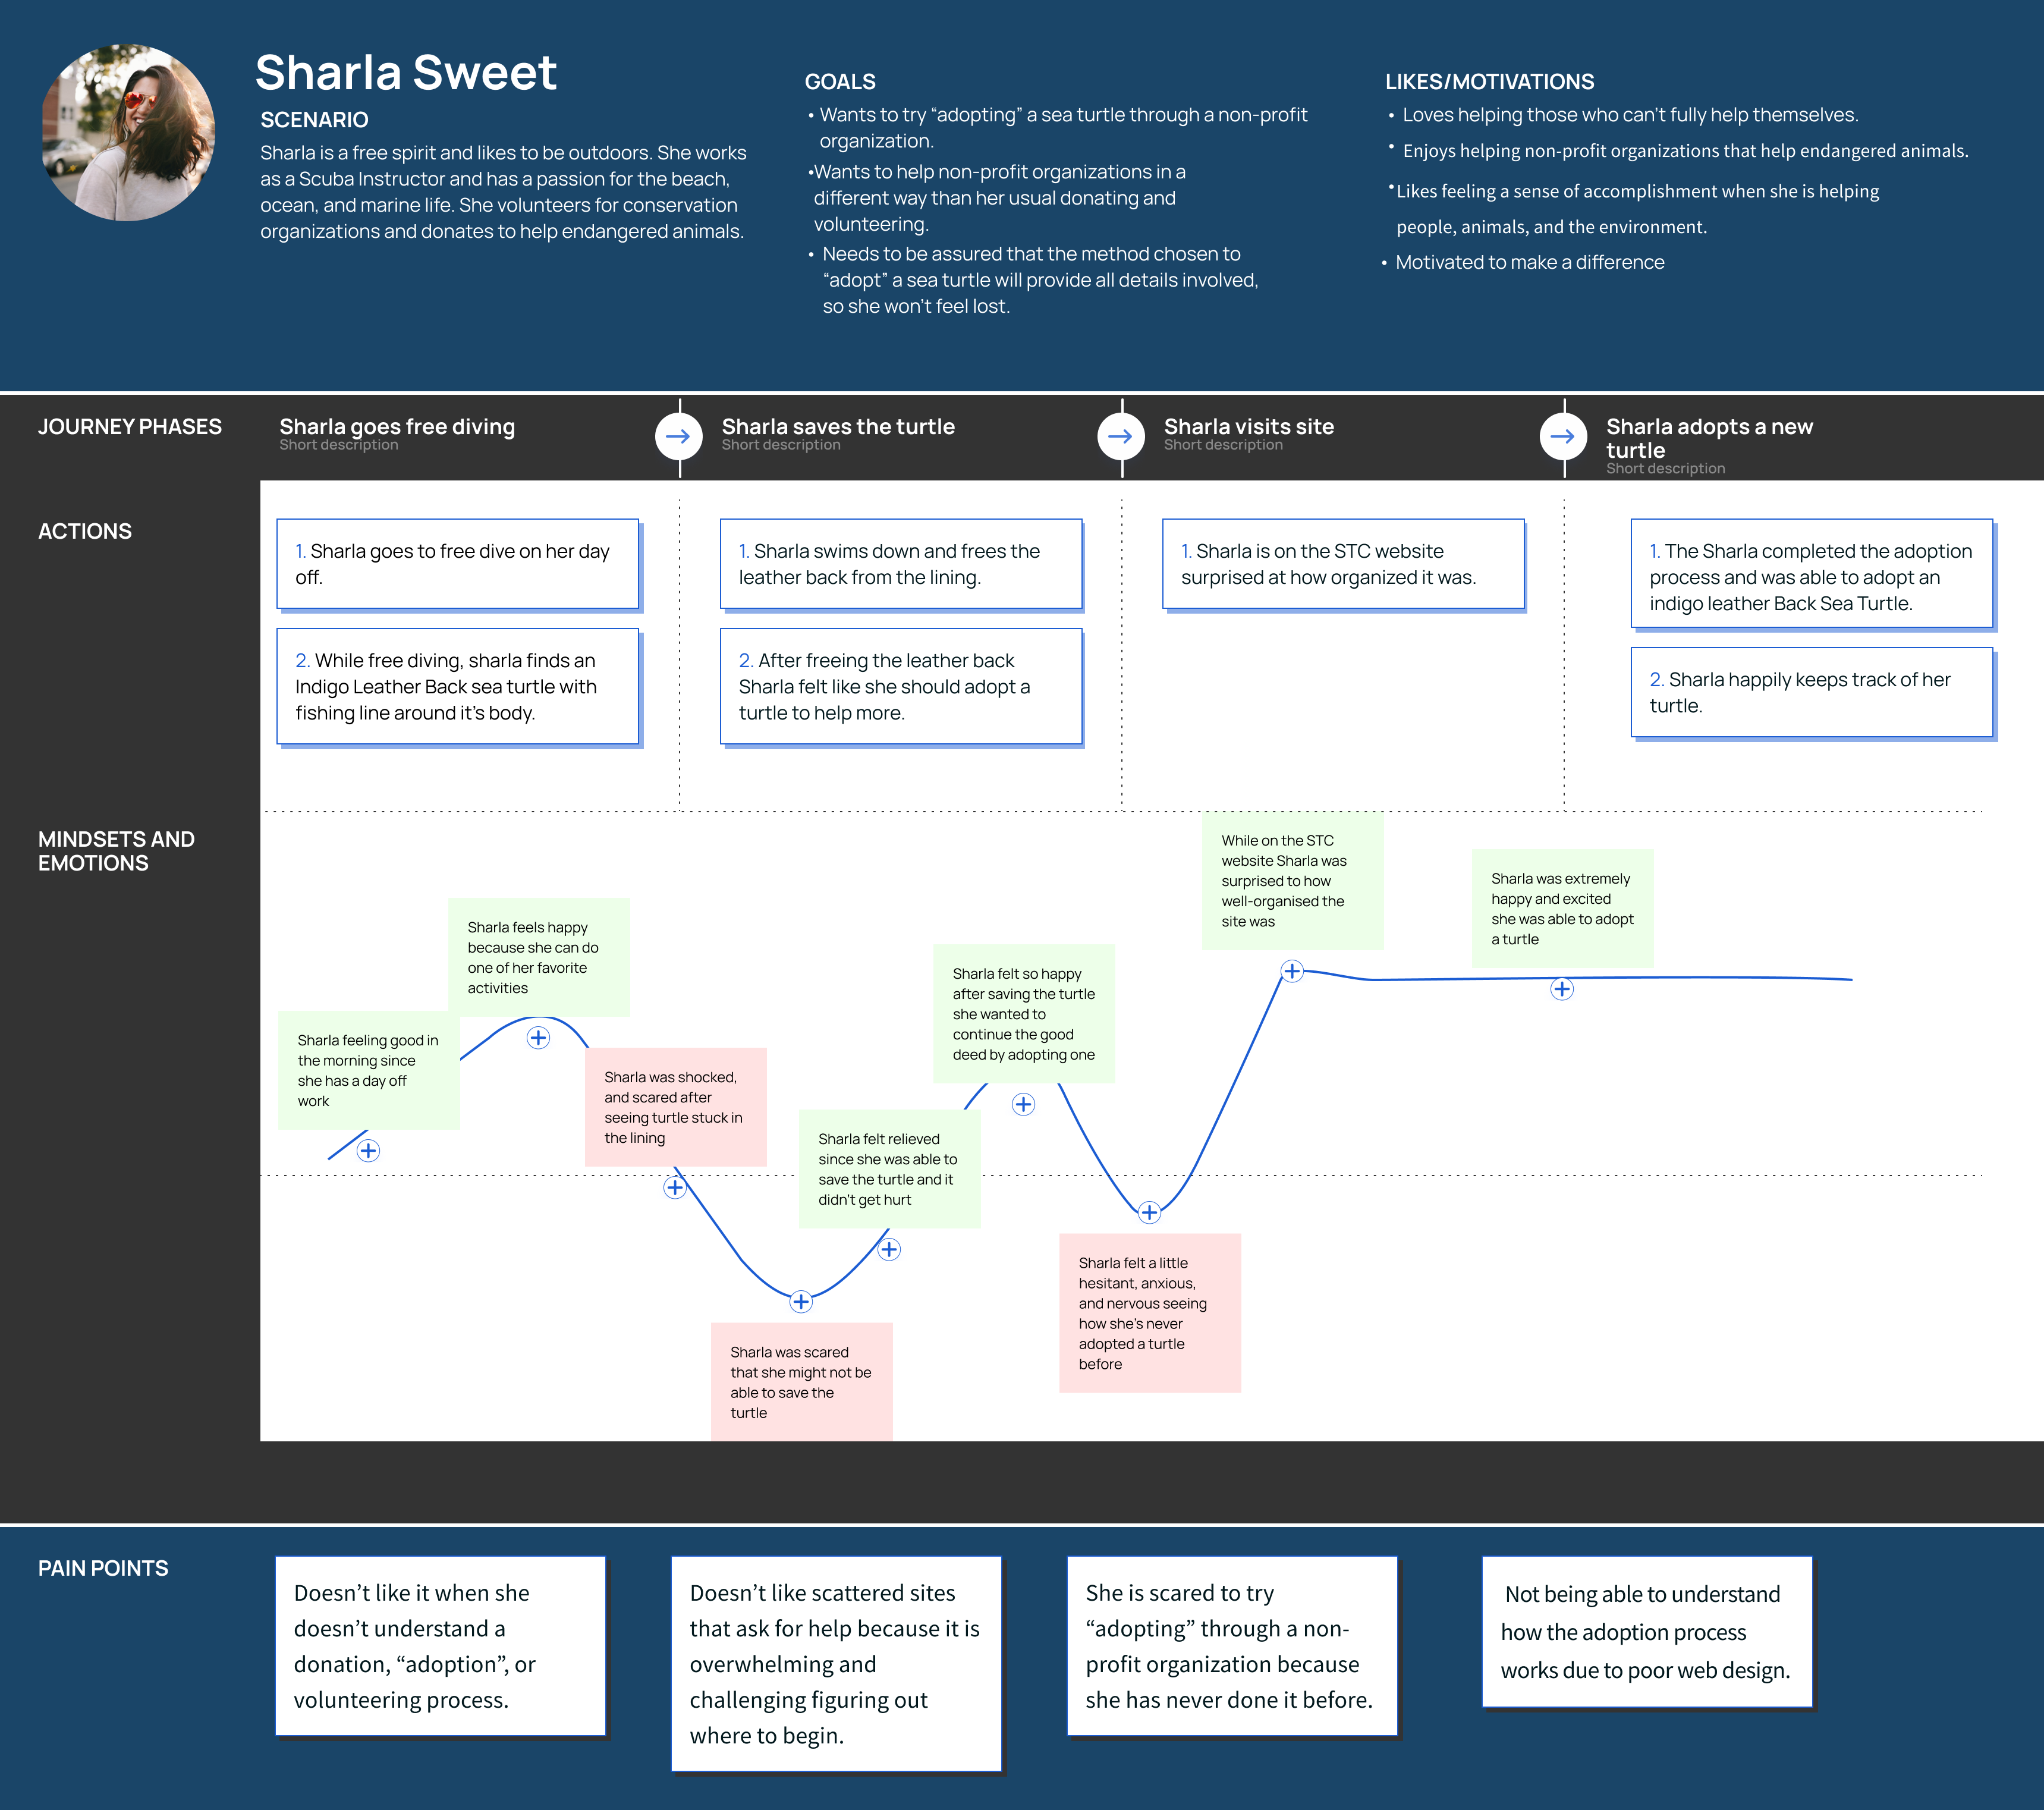 Sharla Sweet
SCENARIO
Sharla is a free spirit and likes to be outdoors. She works
as a Scuba Instructor and has a passion for the beach,
ocean, and marine life. She volunteers for conservation
organizations and donates to help endangered animals.
GOALS
• Wants to try “adopting” a sea turtle through a non-profit
organization.
•Wants to help non-profit organizations in a
different way than her usual donating and
volunteering.
• Needs to be assured that the method chosen to
“adopt” a sea turtle will provide all details involved,
so she won’t feel lost.
LIKES/MOTIVATIONS
• Loves helping those who can’t fully help themselves.
• Enjoys helping non-profit organizations that help endangered animals.
• Likes feeling a sense of accomplishment when she is helping
people, animals, and the environment.
• Motivated to make a difference
JOURNEY PHASES
Sharla goes free diving
Short description
Sharla saves the turtle
Short description
Sharla visits site
Short description
Sharla adopts a new
turtle
Short description
ACTIONS
1. Sharla goes to free dive on her day
off.
2. While free diving, sharla finds an
Indigo Leather Back sea turtle with
fishing line around it’s body.
1. Sharla swims down and frees the
leather back from the lining.
2. After freeing the leather back
Sharla felt like she should adopt a
turtle to help more.
1. Sharla is on the STC website
surprised at how organized it was.
1. The Sharla completed the adoption
process and was able to adopt an
indigo leather Back Sea Turtle.
2. Sharla happily keeps track of her
turtle.
MINDSETS AND
EMOTIONS
Sharla feeling good in
the morning since
she has a day off
work
Sharla feels happy
because she can do
one of her favorite
activities
Sharla was shocked,
and scared after
seeing turtle stuck in
the lining
Sharla was scared
that she might not be
able to save the
turtle
Sharla felt relieved
since she was able to
save the turtle and it
didn’t get hurt
Sharla felt so happy
after saving the turtle
she wanted to
continue the good
deed by adopting one
Sharla felt a little
hesitant, anxious,
and nervous seeing
how she’s never
adopted a turtle
before
While on the STC
website Sharla was
surprised to how
well-organised the
site was
Sharla was extremely
happy and excited
she was able to adopt
a turtle
PAIN POINTS
Doesn’t like it when she
doesn’t understand a
donation, “adoption”, or
volunteering process.
Doesn’t like scattered sites
that ask for help because it is
overwhelming and
challenging figuring out
where to begin.
She is scared to try
“adopting” through a non-
profit organization because
she has never done it before.
Not being able to understand
how the adoption process
works due to poor web design.